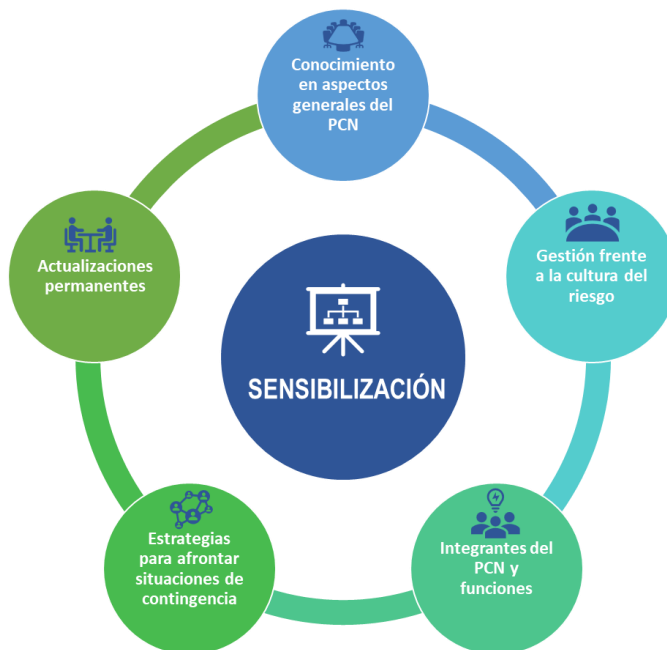 Conocimiento
en aspectos
generales del
PCN
Gestión frente
a la cultura del
riesgo
Integrantes del
PCN y
funciones
Estrategias
para afrontar
situaciones de
contingencia
Actualizaciones
permanentes
SENSIBILIZACIÓN